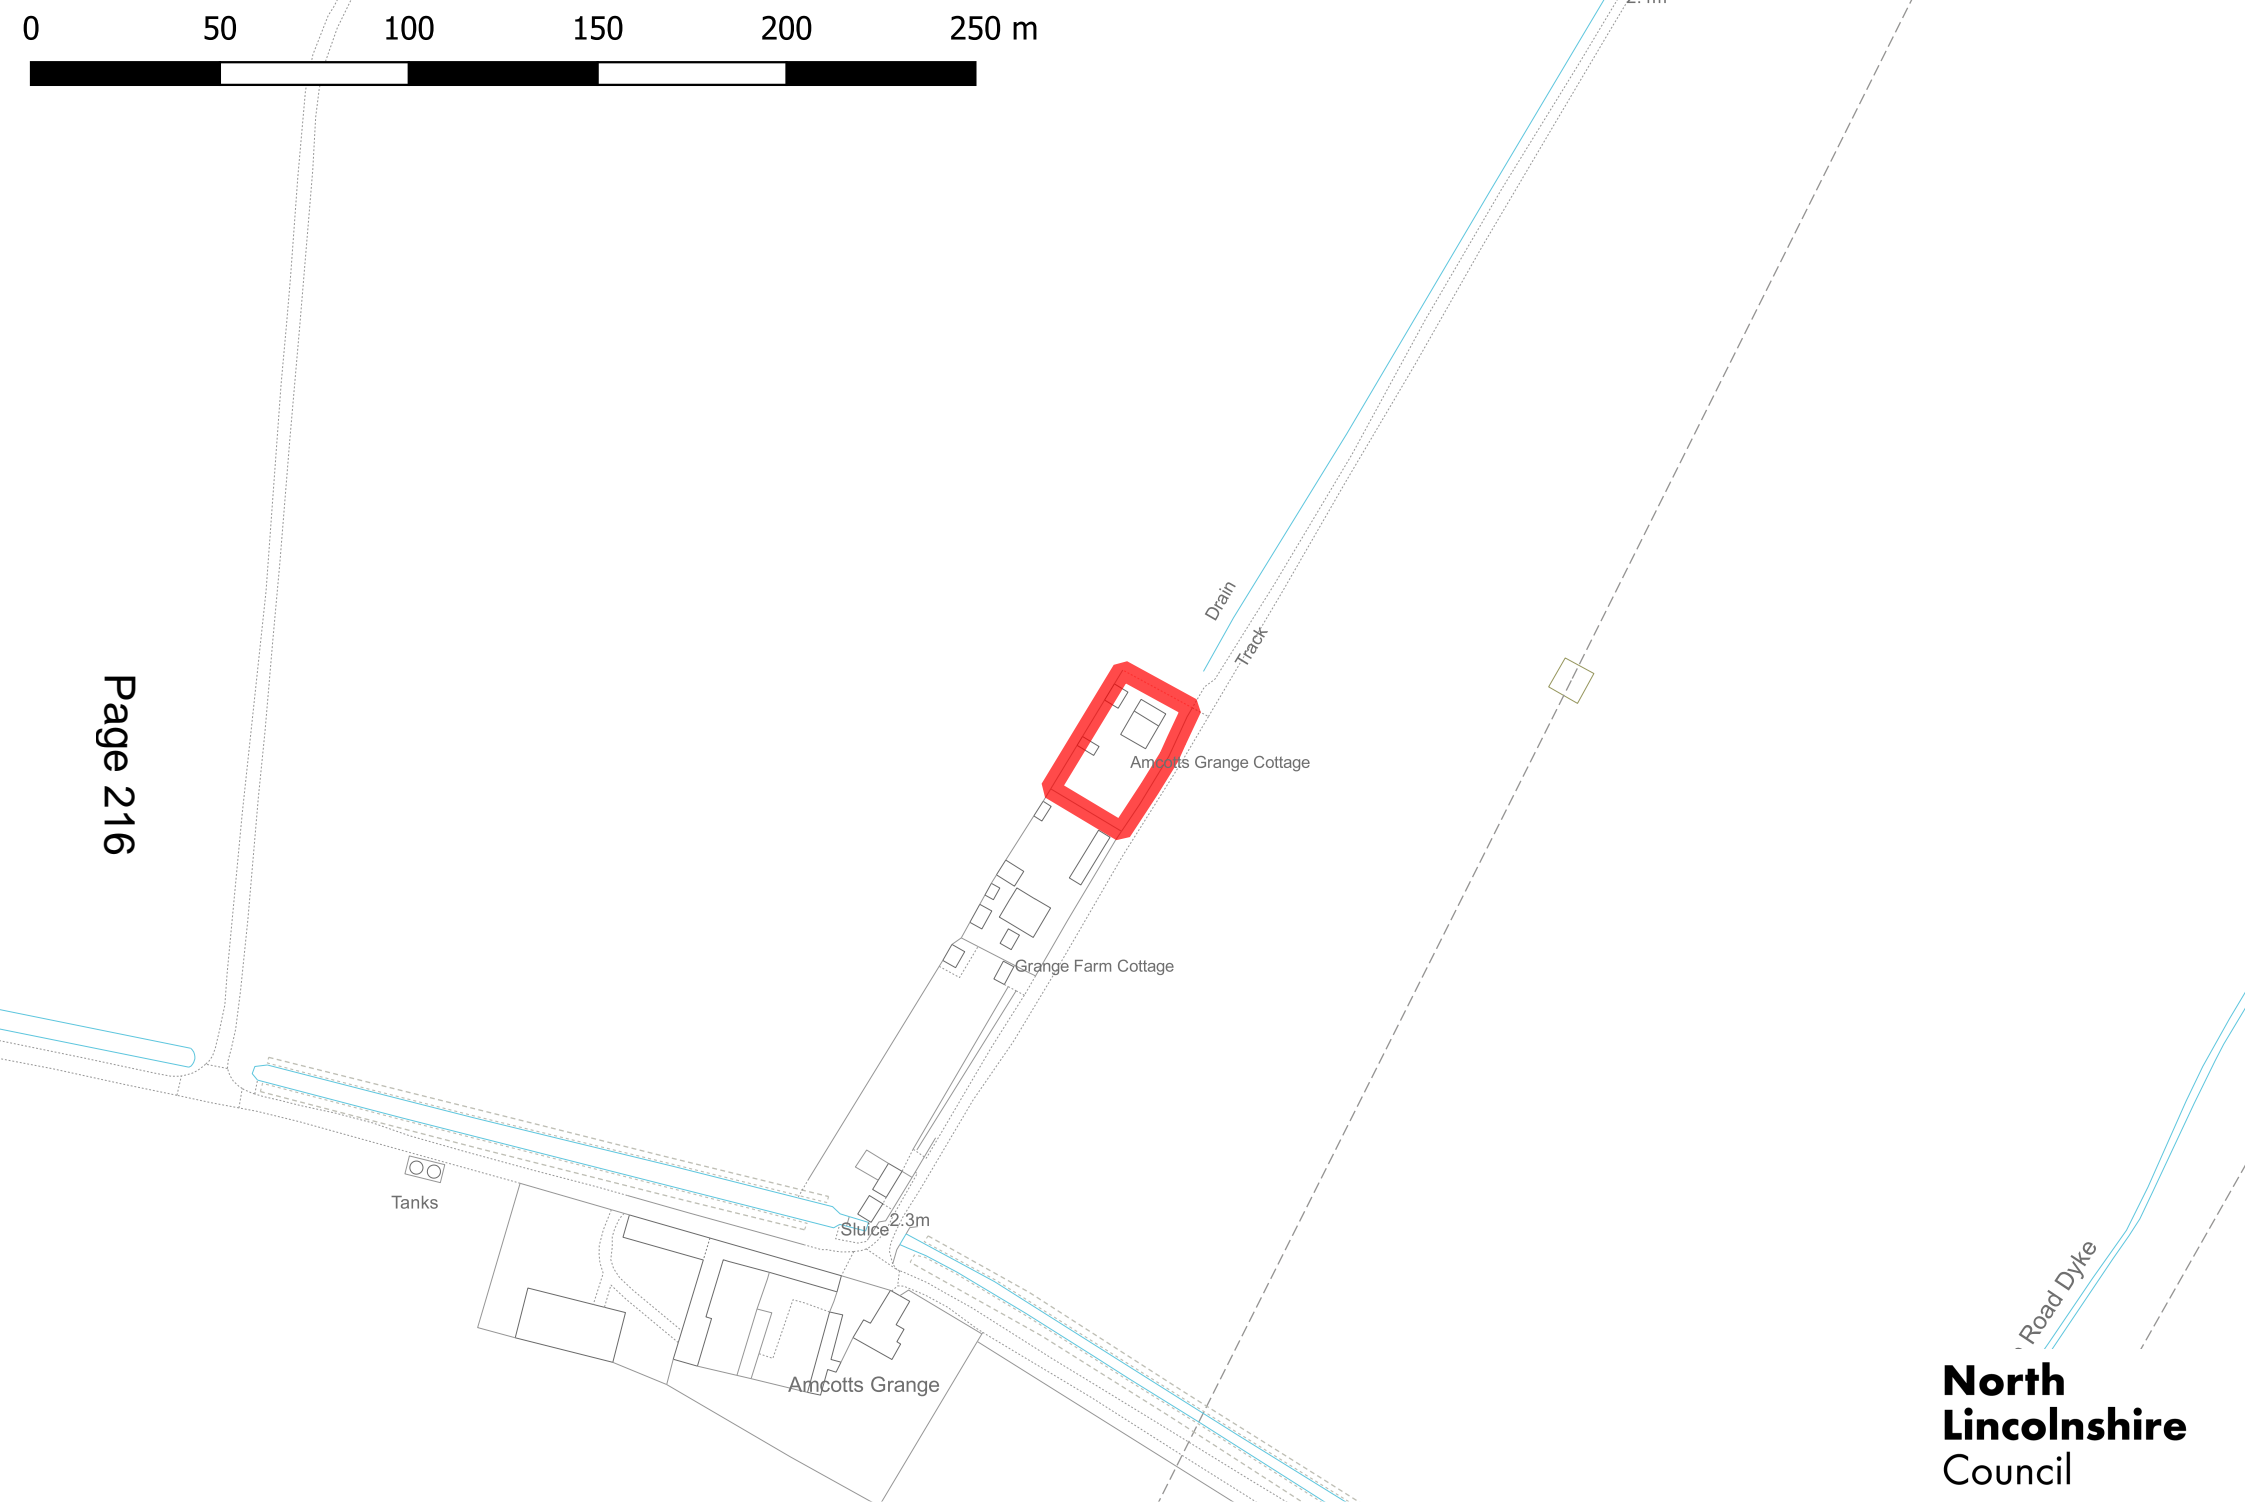 0 50 100 150 200 250 m
Drain
Track
Page 216
Amcotts Grange Cottage
Grange Farm Cottage
Tanks
Sluice
2.3m
Road Dyke
Amcotts Grange
North
Lincolnshire
Council